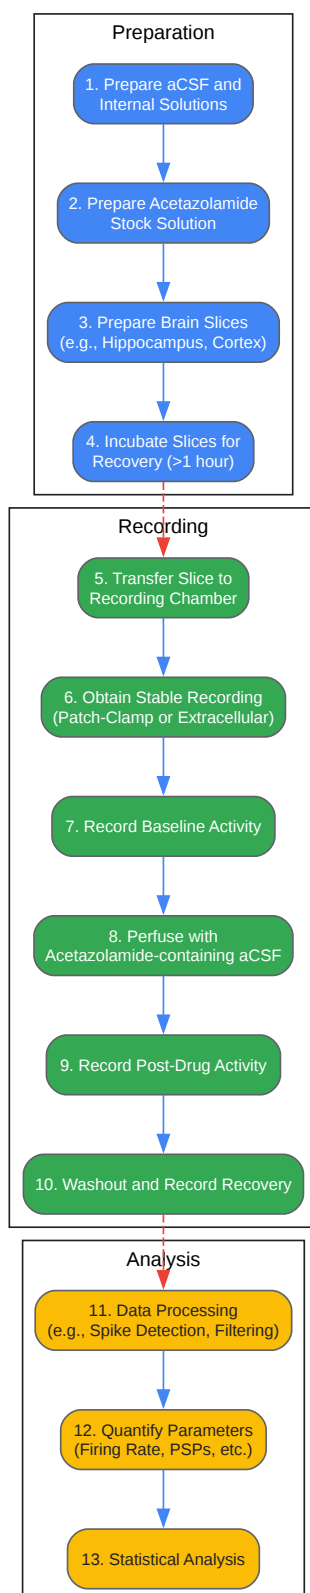 Preparation
1. Prepare aCSF and
Internal Solutions
2. Prepare Acetazolamide
Stock Solution
3. Prepare Brain Slices
(e.g., Hippocampus, Cortex)
4. Incubate Slices for
Recovery (>1 hour)
Recording
5. Transfer Slice to
Recording Chamber
6. Obtain Stable Recording
(Patch-Clamp or Extracellular)
7. Record Baseline Activity
8. Perfuse with
Acetazolamide-containing aCSF
9. Record Post-Drug Activity
10. Washout and Record Recovery
Analysis
11. Data Processing
(e.g., Spike Detection, Filtering)
12. Quantify Parameters
(Firing Rate, PSPs, etc.)
13. Statistical Analysis